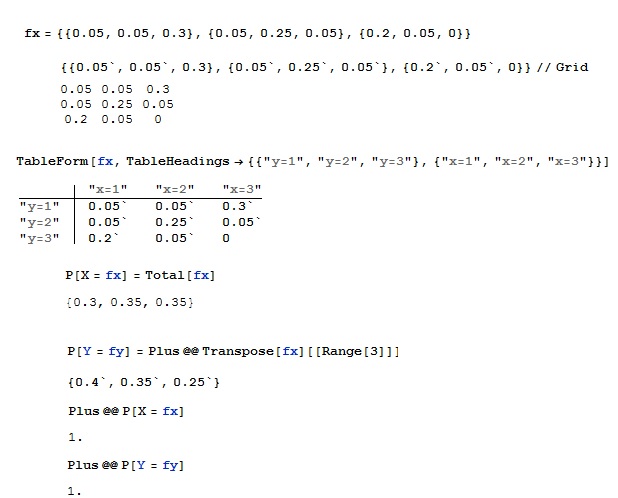 fx = {{0.05, 0.05, 0.3}, {0.05, 0.25, 0.05}, {0.2, 0.05, 0}}
{{0.05`, 0.05`, 0.3}, {0.05`, 0.25`, 0.05`}, {0.2`, 0.05`, 0}} // Grid
0.05 0.05 0.3
0.05 0.25 0.05
0.2 0.05 0
TableForm[fx, TableHeadings → {{"y=1", "y=2", "y=3"}, {"x=1", "x=2", "x=3"}}]
"x=1" "x=2" "x=3"
"y=1" 0.05` 0.05` 0.3`
"y=2" 0.05` 0.25` 0.05`
"y=3" 0.2` 0.05` 0
P[X = fx] = Total[fx]
{0.3, 0.35, 0.35}
P[Y = fy] = Plus @@ Transpose[fx][[Range[3]]]
{0.4`, 0.35`, 0.25`}
Plus @@ P[X = fx]
1.
Plus @@ P[Y = fy]
1.